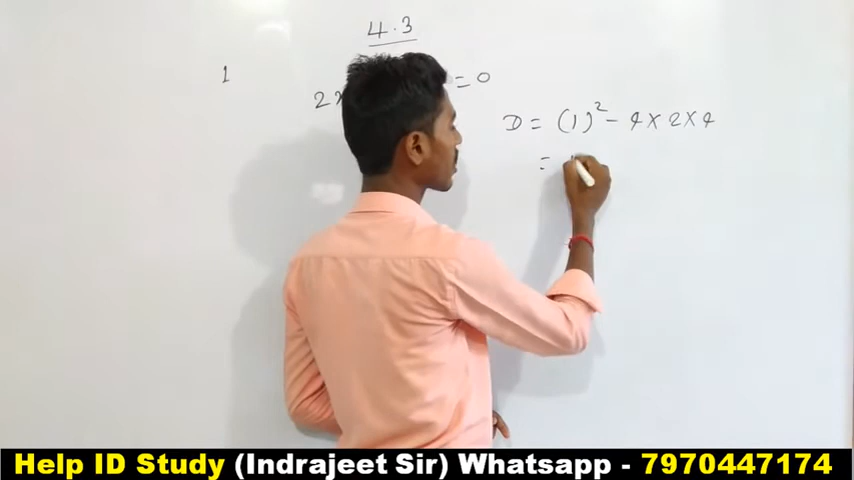 4.3
1
2x = 0
D = (1)² - 4 × 2 × 4
=
Help ID Study (Indrajeet Sir) Whatsapp - 7970447174